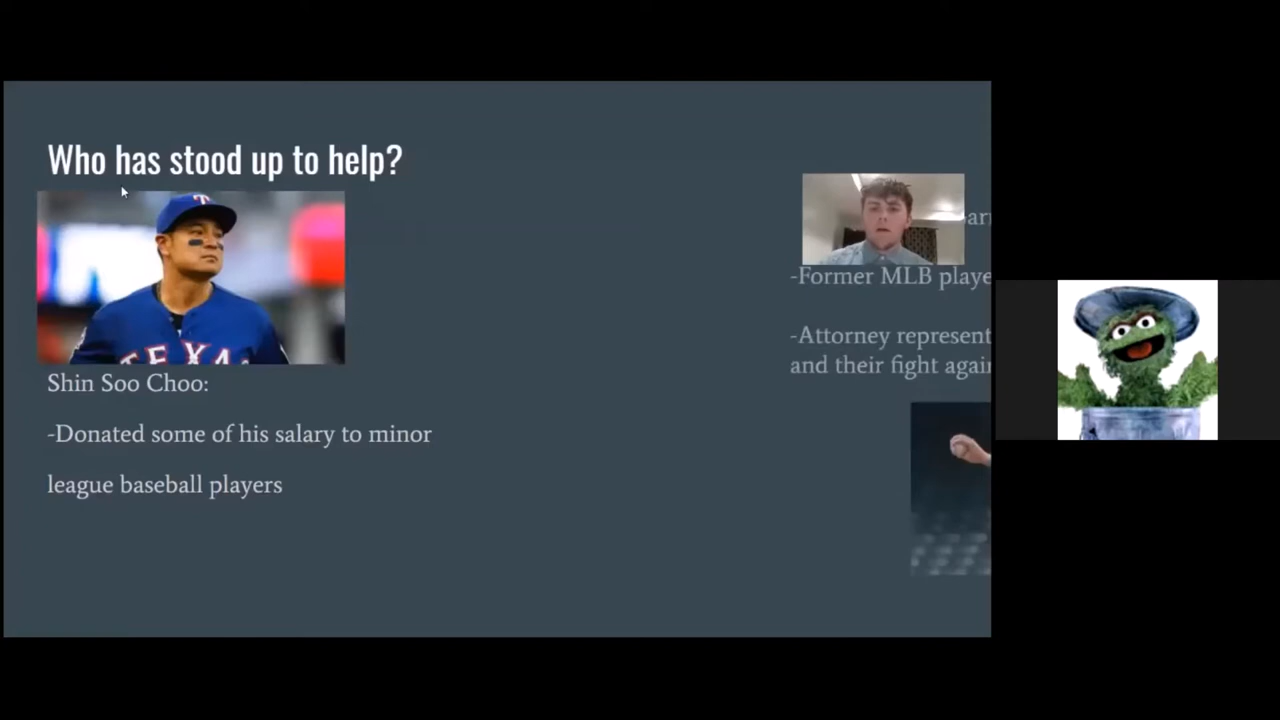 Who has stood up to help?
T
TEXA
Shin Soo Choo:
-Donated some of his salary to minor
league baseball players
-Former MLB playe
-Attorney represent
and their fight agai